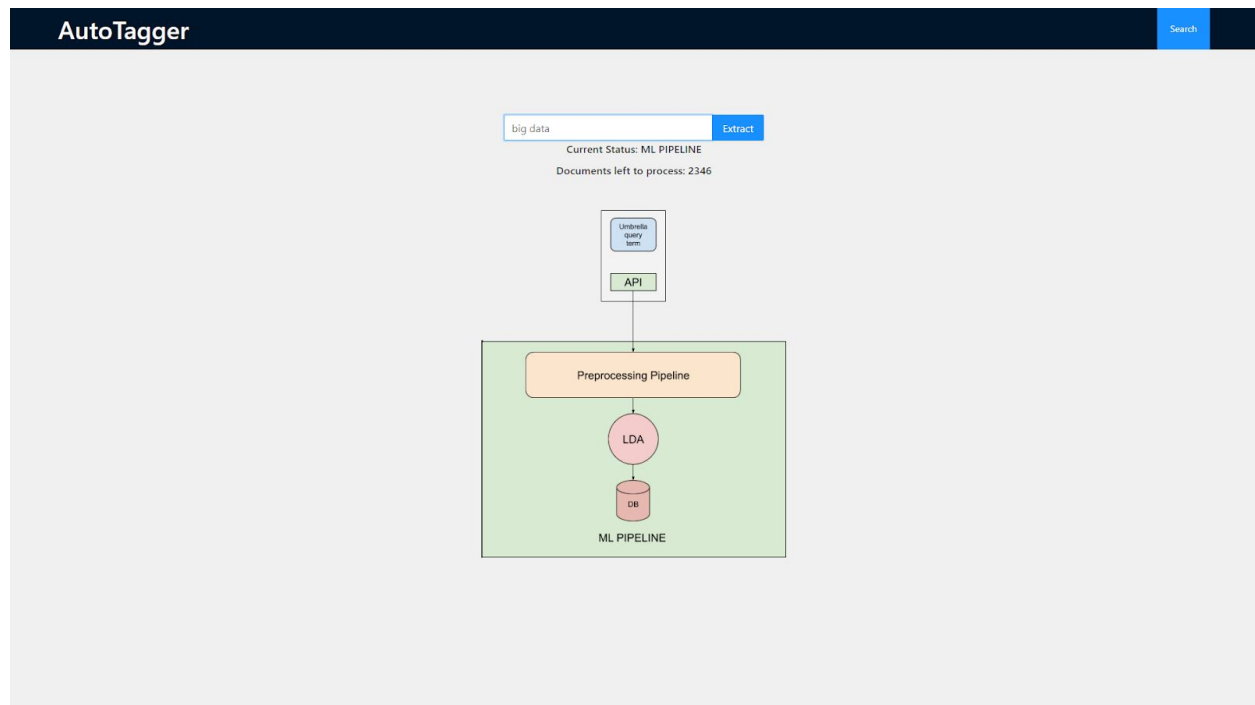 AutoTagger
Search
big data
Extract
Current Status: ML PIPELINE
Documents left to process: 2346
Umbrella
query
term
API
Preprocessing Pipeline
LDA
DB
ML PIPELINE